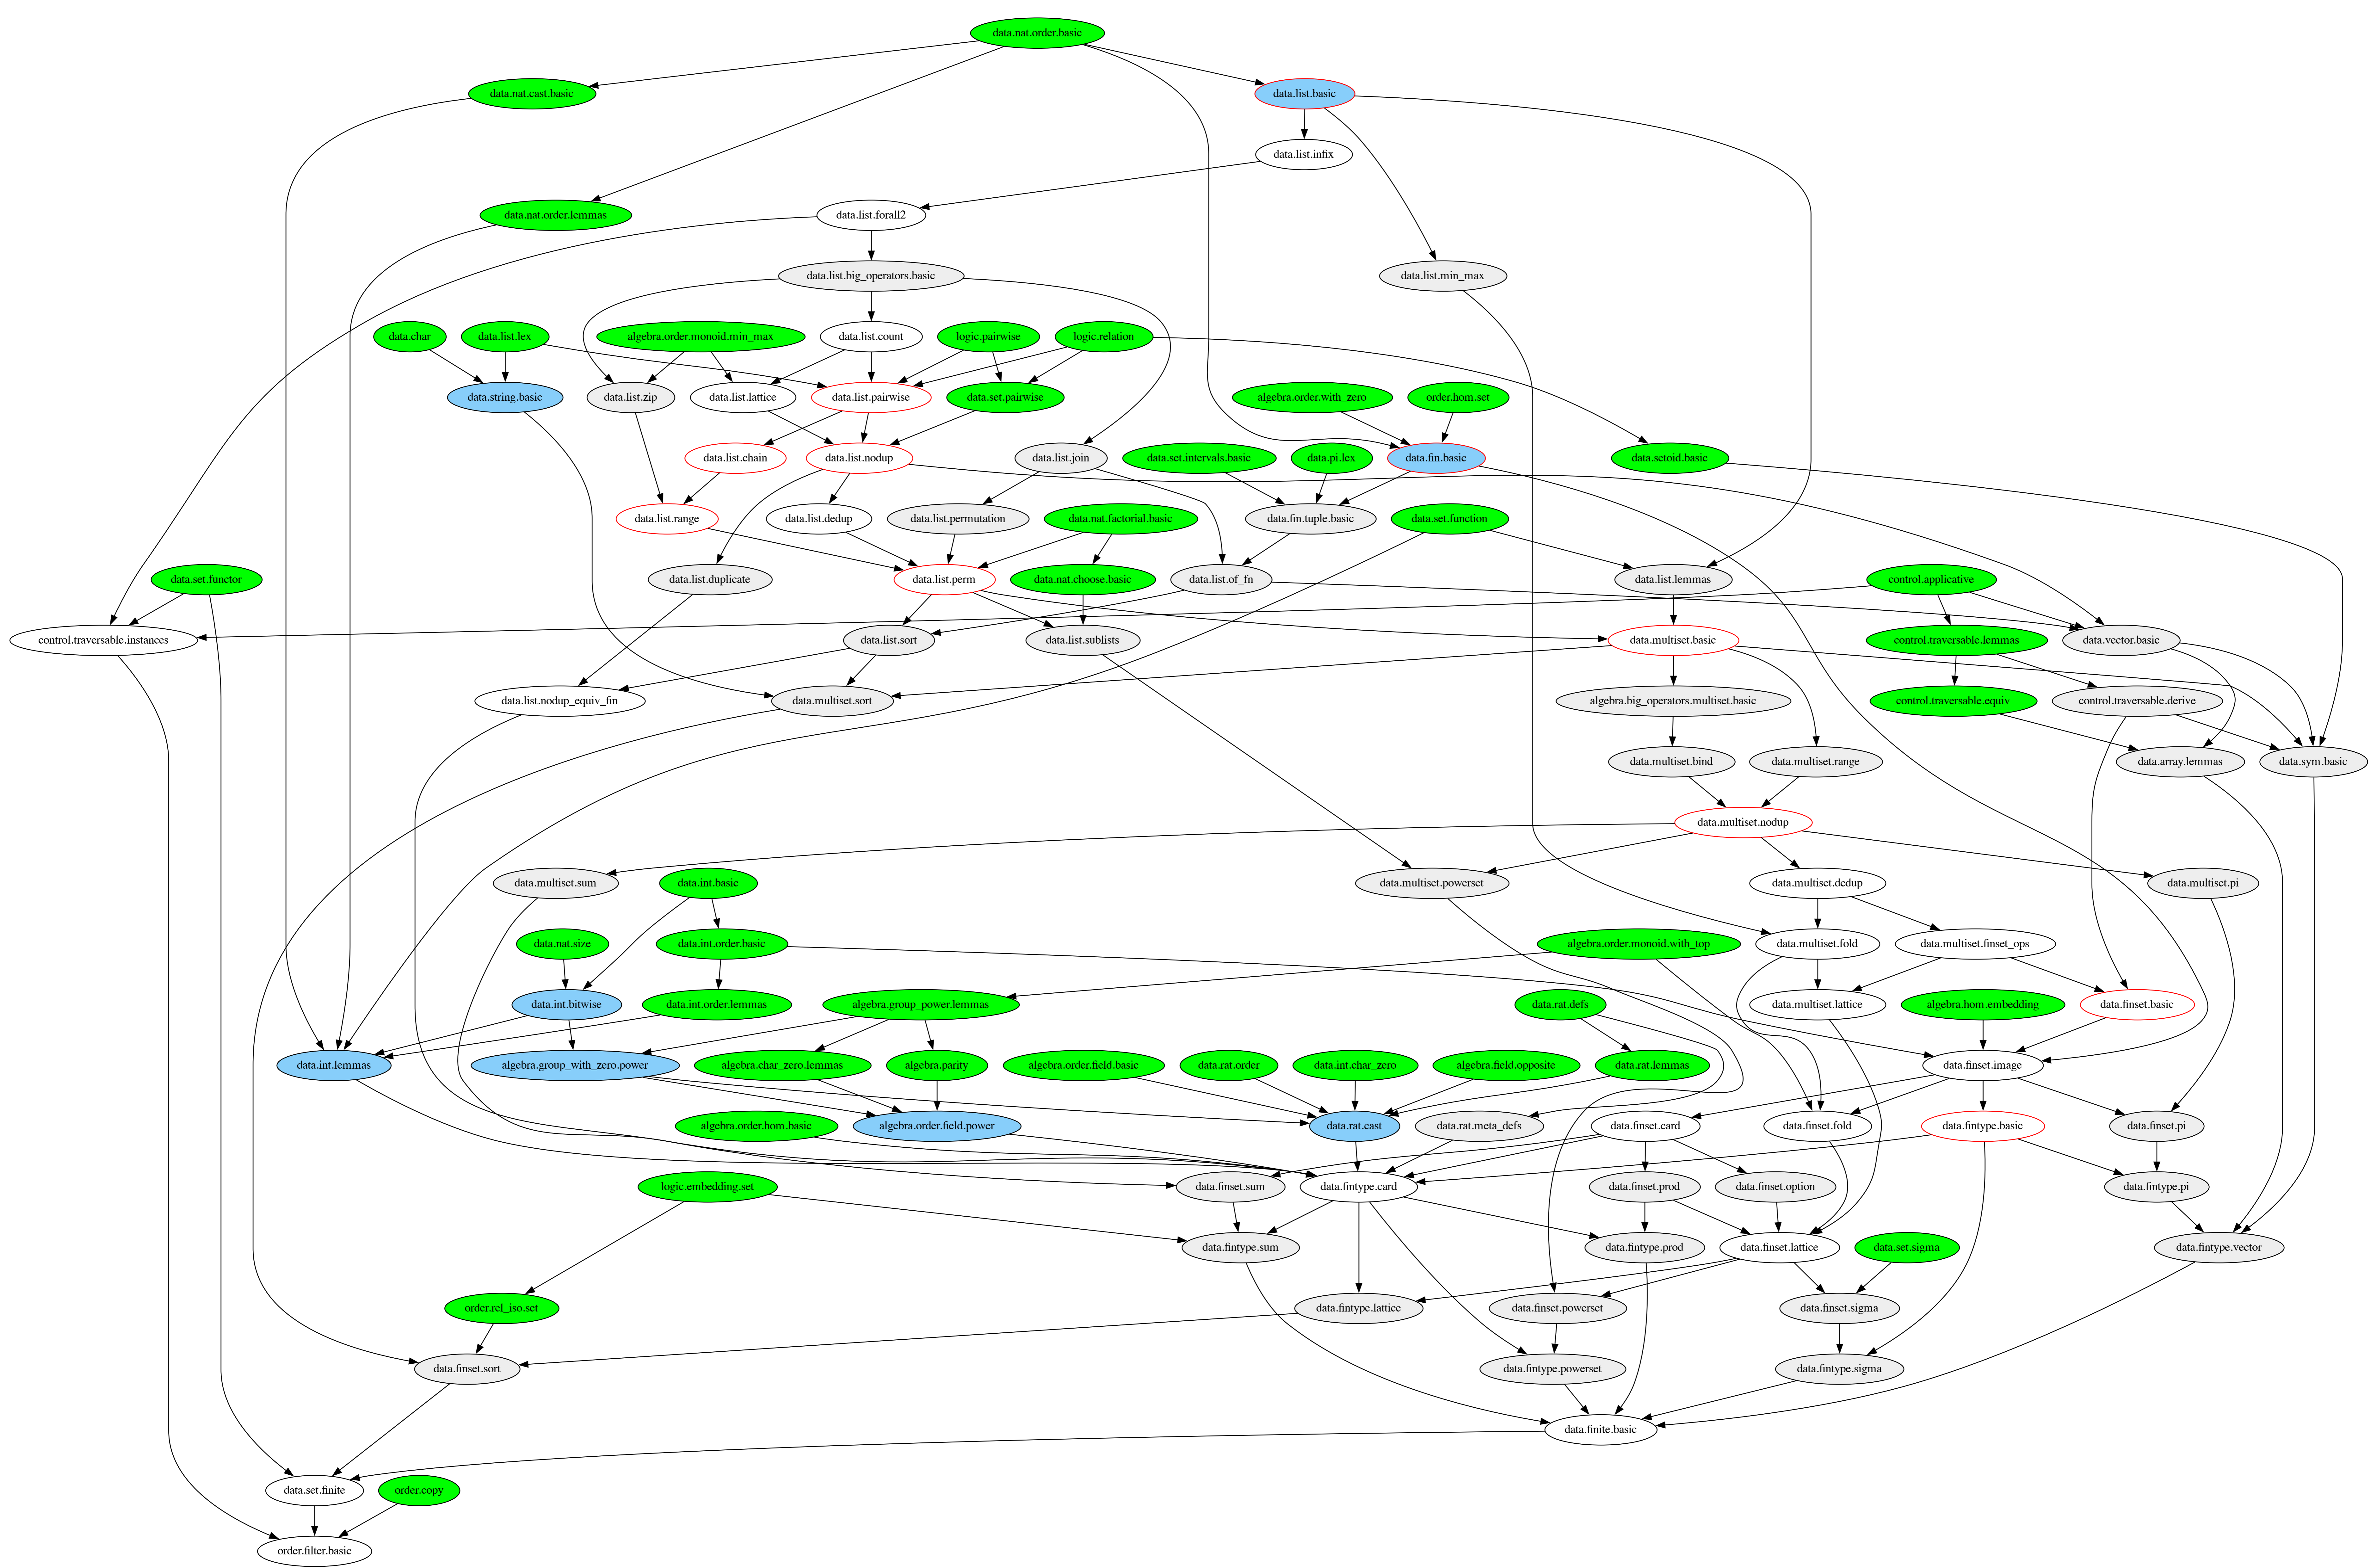 data.nat.order.basic
data.nat.cast.basic
data.list.basic
data.list.infix
data.nat.order.lemmas
data.list.forall2
data.list.big_operators.basic
data.list.min_max
data.char
data.list.lex
algebra.order.monoid.min_max
data.list.count
logic.pairwise
logic.relation
data.string.basic
data.list.zip
data.list.lattice
data.list.pairwise
data.set.pairwise
algebra.order.with_zero
order.hom.set
data.list.chain
data.list.nodup
data.list.join
data.set.intervals.basic
data.pi.lex
data.fin.basic
data.setoid.basic
data.list.range
data.list.dedup
data.list.permutation
data.nat.factorial.basic
data.fin.tuple.basic
data.set.function
data.set.functor
data.list.duplicate
data.list.perm
data.nat.choose.basic
data.list.of_fn
data.list.lemmas
control.applicative
control.traversable.instances
data.list.sort
data.list.sublists
data.multiset.basic
control.traversable.lemmas
data.vector.basic
data.list.nodup_equiv_fin
data.multiset.sort
algebra.big_operators.multiset.basic
control.traversable.equiv
control.traversable.derive
data.multiset.bind
data.multiset.range
data.array.lemmas
data.sym.basic
data.multiset.nodup
data.multiset.sum
data.int.basic
data.multiset.powerset
data.multiset.dedup
data.multiset.pi
data.nat.size
data.int.order.basic
algebra.order.monoid.with_top
data.multiset.fold
data.multiset.finset_ops
data.int.bitwise
data.int.order.lemmas
algebra.group_power.lemmas
data.rat.defs
data.multiset.lattice
algebra.hom.embedding
data.finset.basic
data.int.lemmas
algebra.group_with_zero.power
algebra.char_zero.lemmas
algebra.parity
algebra.order.field.basic
data.rat.order
data.int.char_zero
algebra.field.opposite
data.rat.lemmas
data.finset.image
algebra.order.hom.basic
algebra.order.field.power
data.rat.cast
data.rat.meta_defs
data.finset.card
data.finset.fold
data.fintype.basic
data.finset.pi
logic.embedding.set
data.finset.sum
data.fintype.card
data.finset.prod
data.finset.option
data.fintype.pi
data.fintype.sum
data.fintype.prod
data.finset.lattice
data.set.sigma
data.fintype.vector
order.rel_iso.set
data.fintype.lattice
data.finset.powerset
data.finset.sigma
data.finset.sort
data.fintype.powerset
data.fintype.sigma
data.finite.basic
data.set.finite
order.copy
order.filter.basic